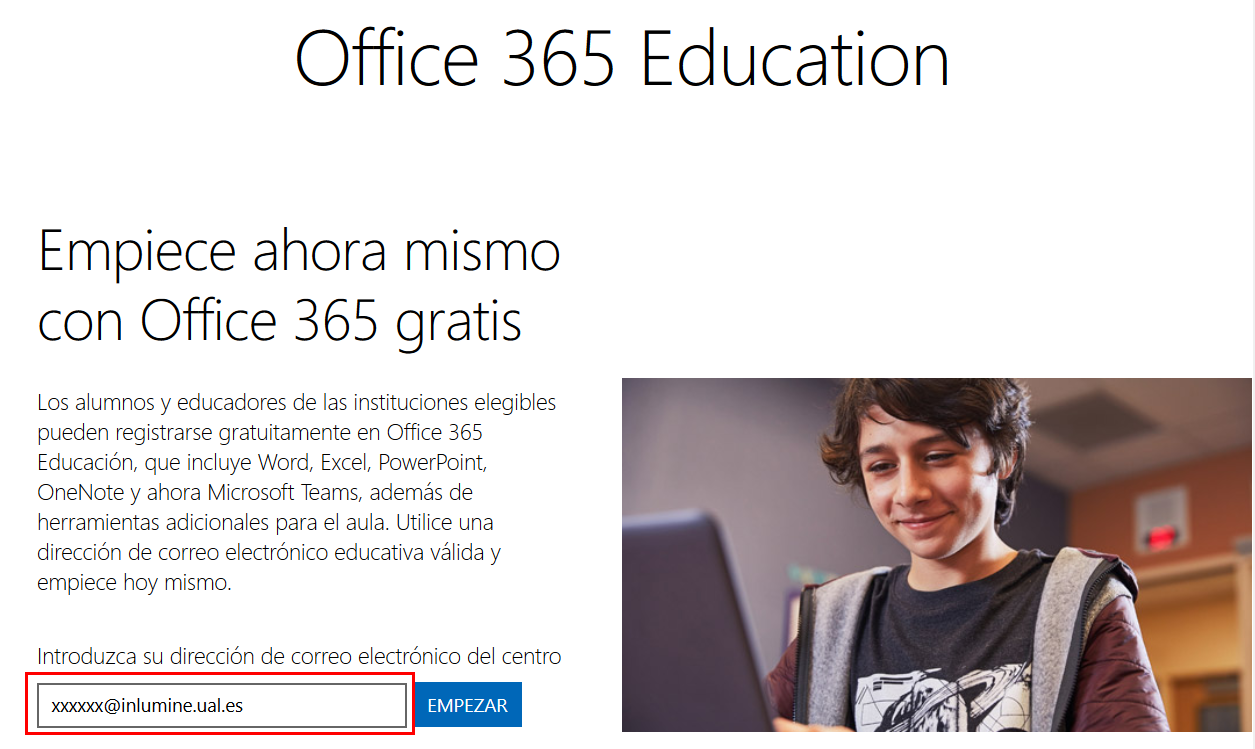 Office 365 Education
Empiece ahora mismo
con Office 365 gratis
Los alumnos y educadores de las instituciones elegibles
pueden registrarse gratuitamente en Office 365
Educación, que incluye Word, Excel, PowerPoint,
OneNote y ahora Microsoft Teams, además de
herramientas adicionales para el aula. Utilice una
dirección de correo electrónico educativa válida y
empiece hoy mismo.
Introduzca su dirección de correo electrónico del centro
xxxxxx@inlumine.ual.es
EMPEZAR